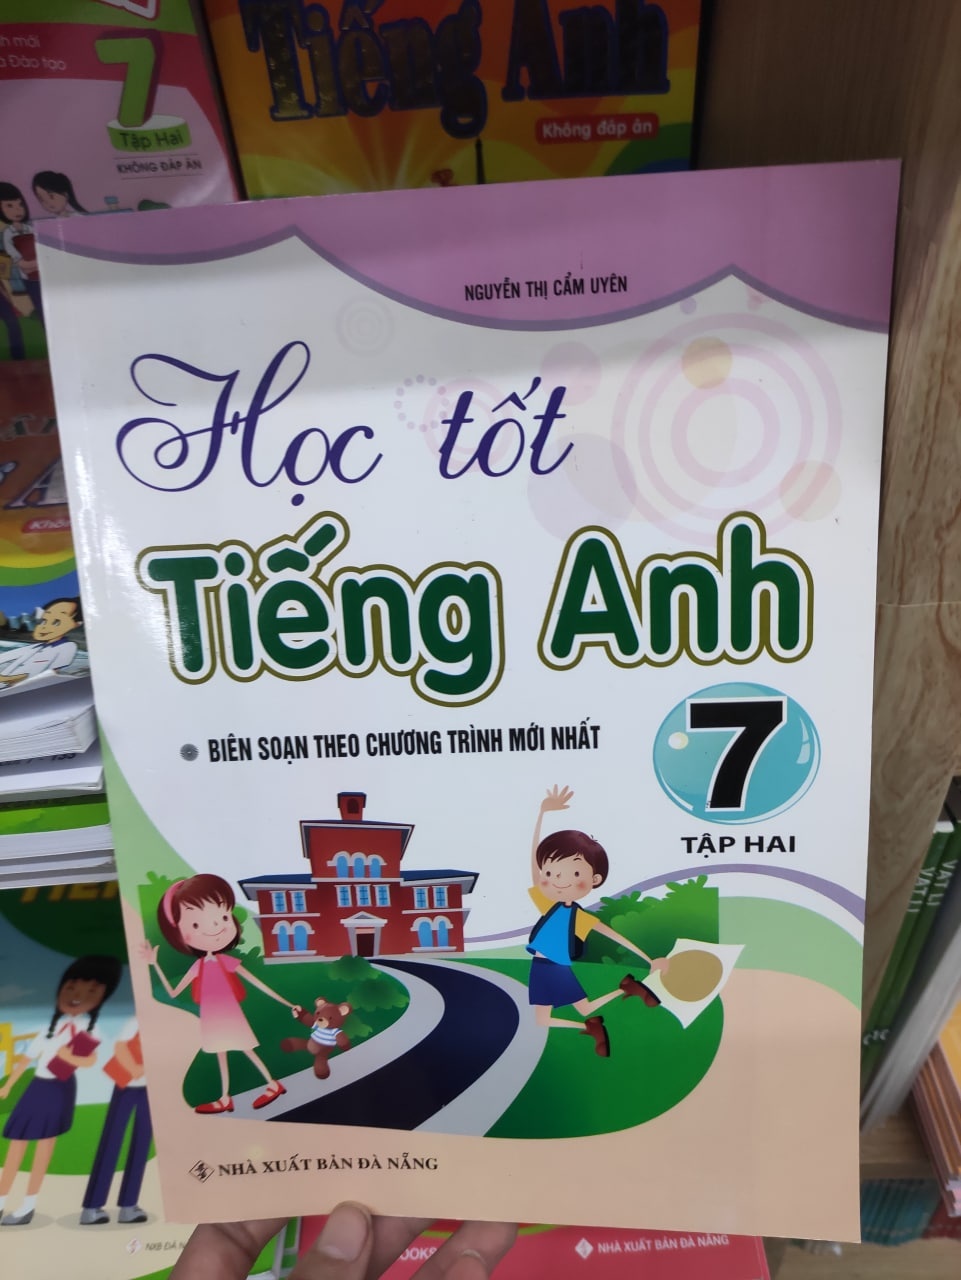 7
Tập Hai
KHÔNG ĐÁP ÁN
Tiếng Anh
Không đáp án
NGUYỄN THỊ CẨM UYÊN
Học tốt
Tiếng Anh
BIÊN SOẠN THEO CHƯƠNG TRÌNH MỚI NHẤT
7
TẬP HAI
NHÀ XUẤT BẢN ĐÀ NẴNG
NHÀ XUẤT BẢN ĐÀ NẴNG
VẬT LÍ